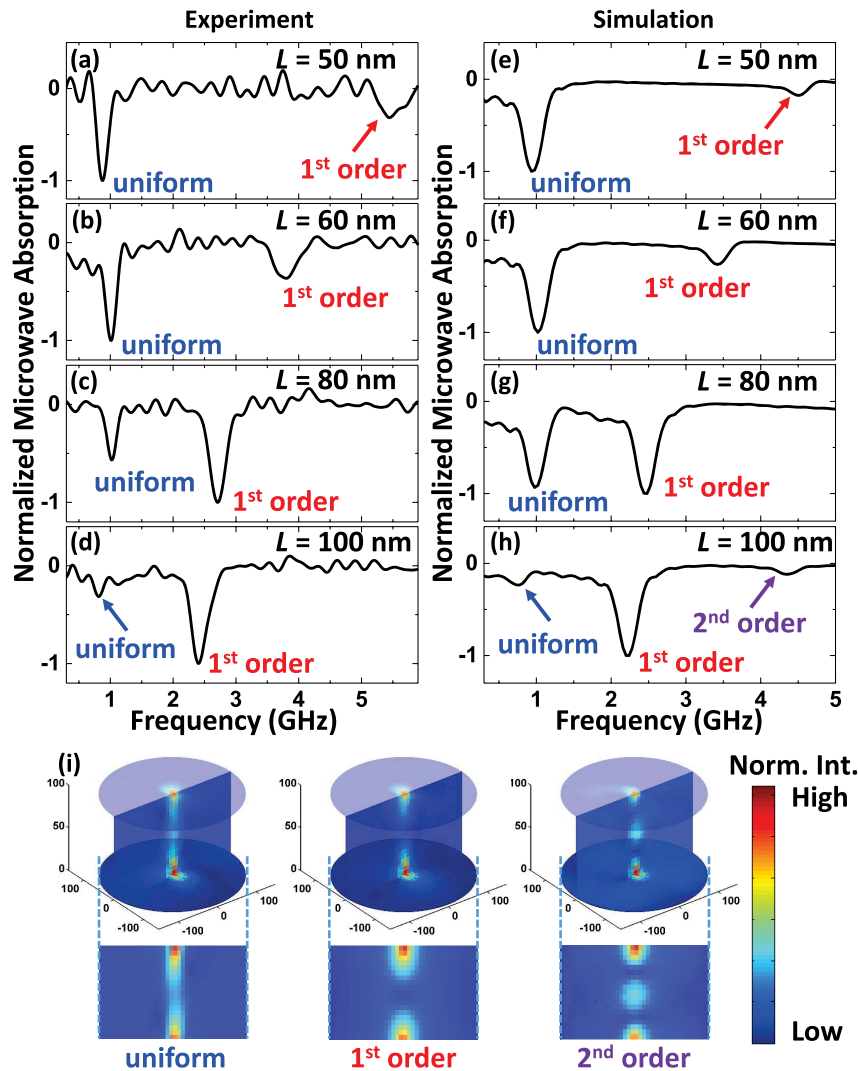 Experiment
Simulation
Normalized Microwave Absorption
(a) L = 50 nm
0
-1
uniform
1st order
(b) L = 60 nm
0
-1
uniform
1st order
(c) L = 80 nm
0
-1
uniform
1st order
(d) L = 100 nm
0
-1
uniform
1st order
1 2 3 4 5
Frequency (GHz)
Normalized Microwave Absorption
(e) L = 50 nm
0
-1
uniform
1st order
(f) L = 60 nm
0
-1
uniform
1st order
(g) L = 80 nm
0
-1
uniform
1st order
(h) L = 100 nm
0
-1
uniform
1st order
2nd order
1 2 3 4 5
Frequency (GHz)
(i)
100
50
0
100
0
-100
-100
0
100
uniform
100
50
0
100
0
-100
-100
0
100
1st order
100
50
0
100
0
-100
-100
0
100
2nd order
Norm. Int.
High
Low